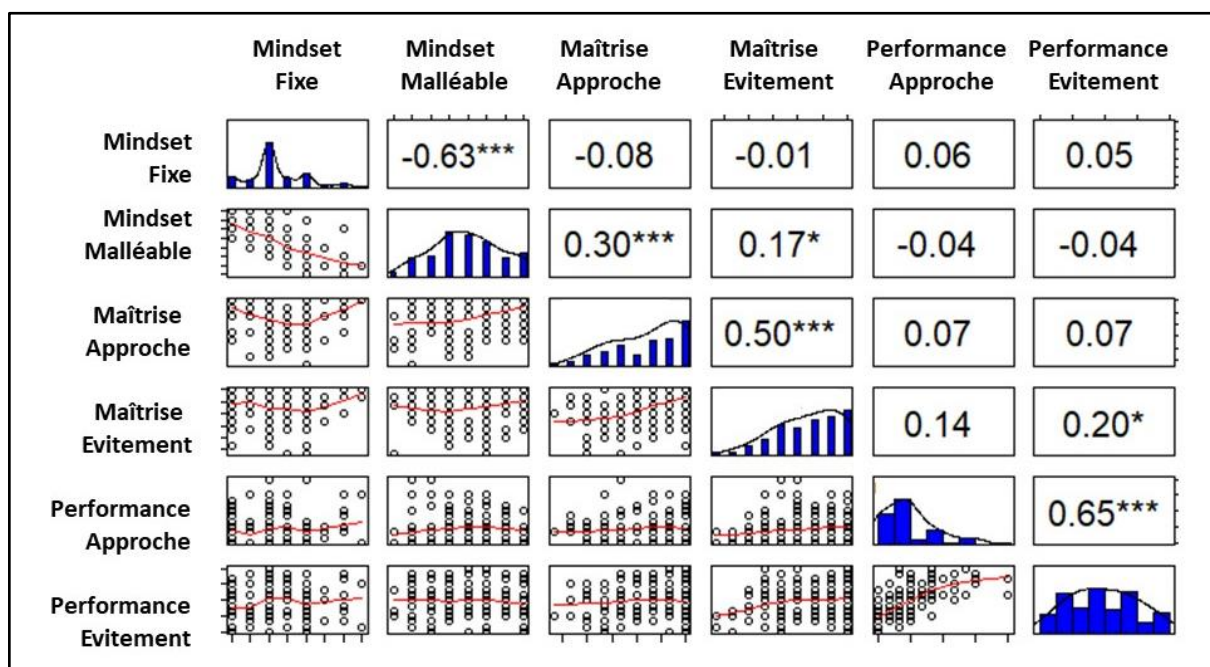 Mindset Mindset Maîtrise Maîtrise Performance Performance
Fixe Malléable Approche Evitement Approche Evitement
Mindset
Fixe
-0.63*** -0.08 -0.01 0.06 0.05
Mindset
Malléable
0.30*** 0.17* -0.04 -0.04
Maîtrise
Approche
0.50*** 0.07 0.07
Maîtrise
Evitement
0.14 0.20*
Performance
Approche
0.65***
Performance
Evitement